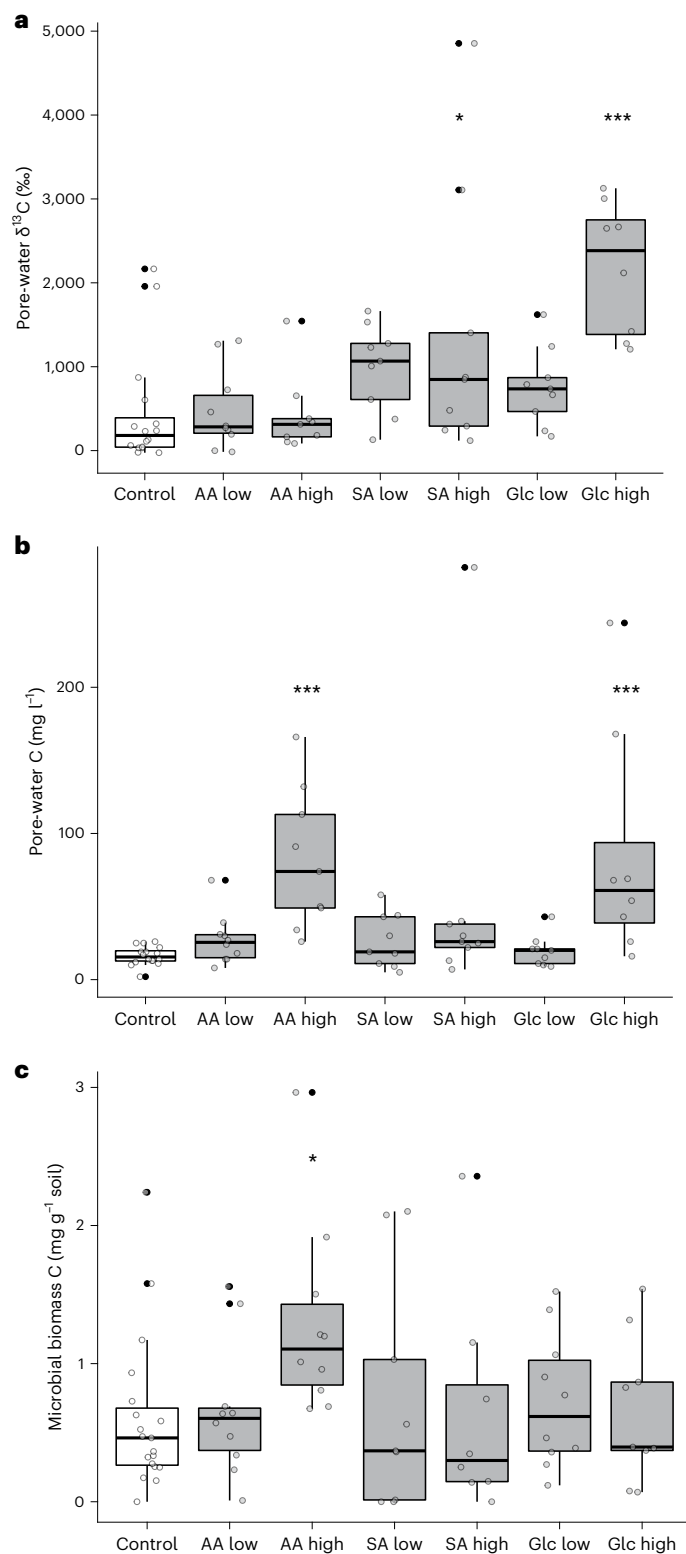 a
5,000
4,000
3,000
2,000
1,000
0
Pore-water δ¹³C (‰)
*
***
Control AA low AA high SA low SA high Glc low Glc high
b
200
100
0
Pore-water C (mg l⁻¹)
***
***
Control AA low AA high SA low SA high Glc low Glc high
c
3
2
1
0
Microbial biomass C (mg g⁻¹ soil)
*
Control AA low AA high SA low SA high Glc low Glc high